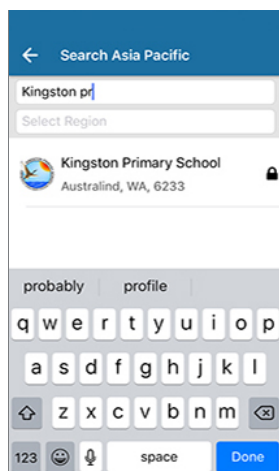 Search Asia Pacific
Kingston pr
Select Region
Kingston Primary School
Australind, WA, 6233
probably profile
q w e r t y u i o p
a s d f g h j k l
z x c v b n m
123 space Done